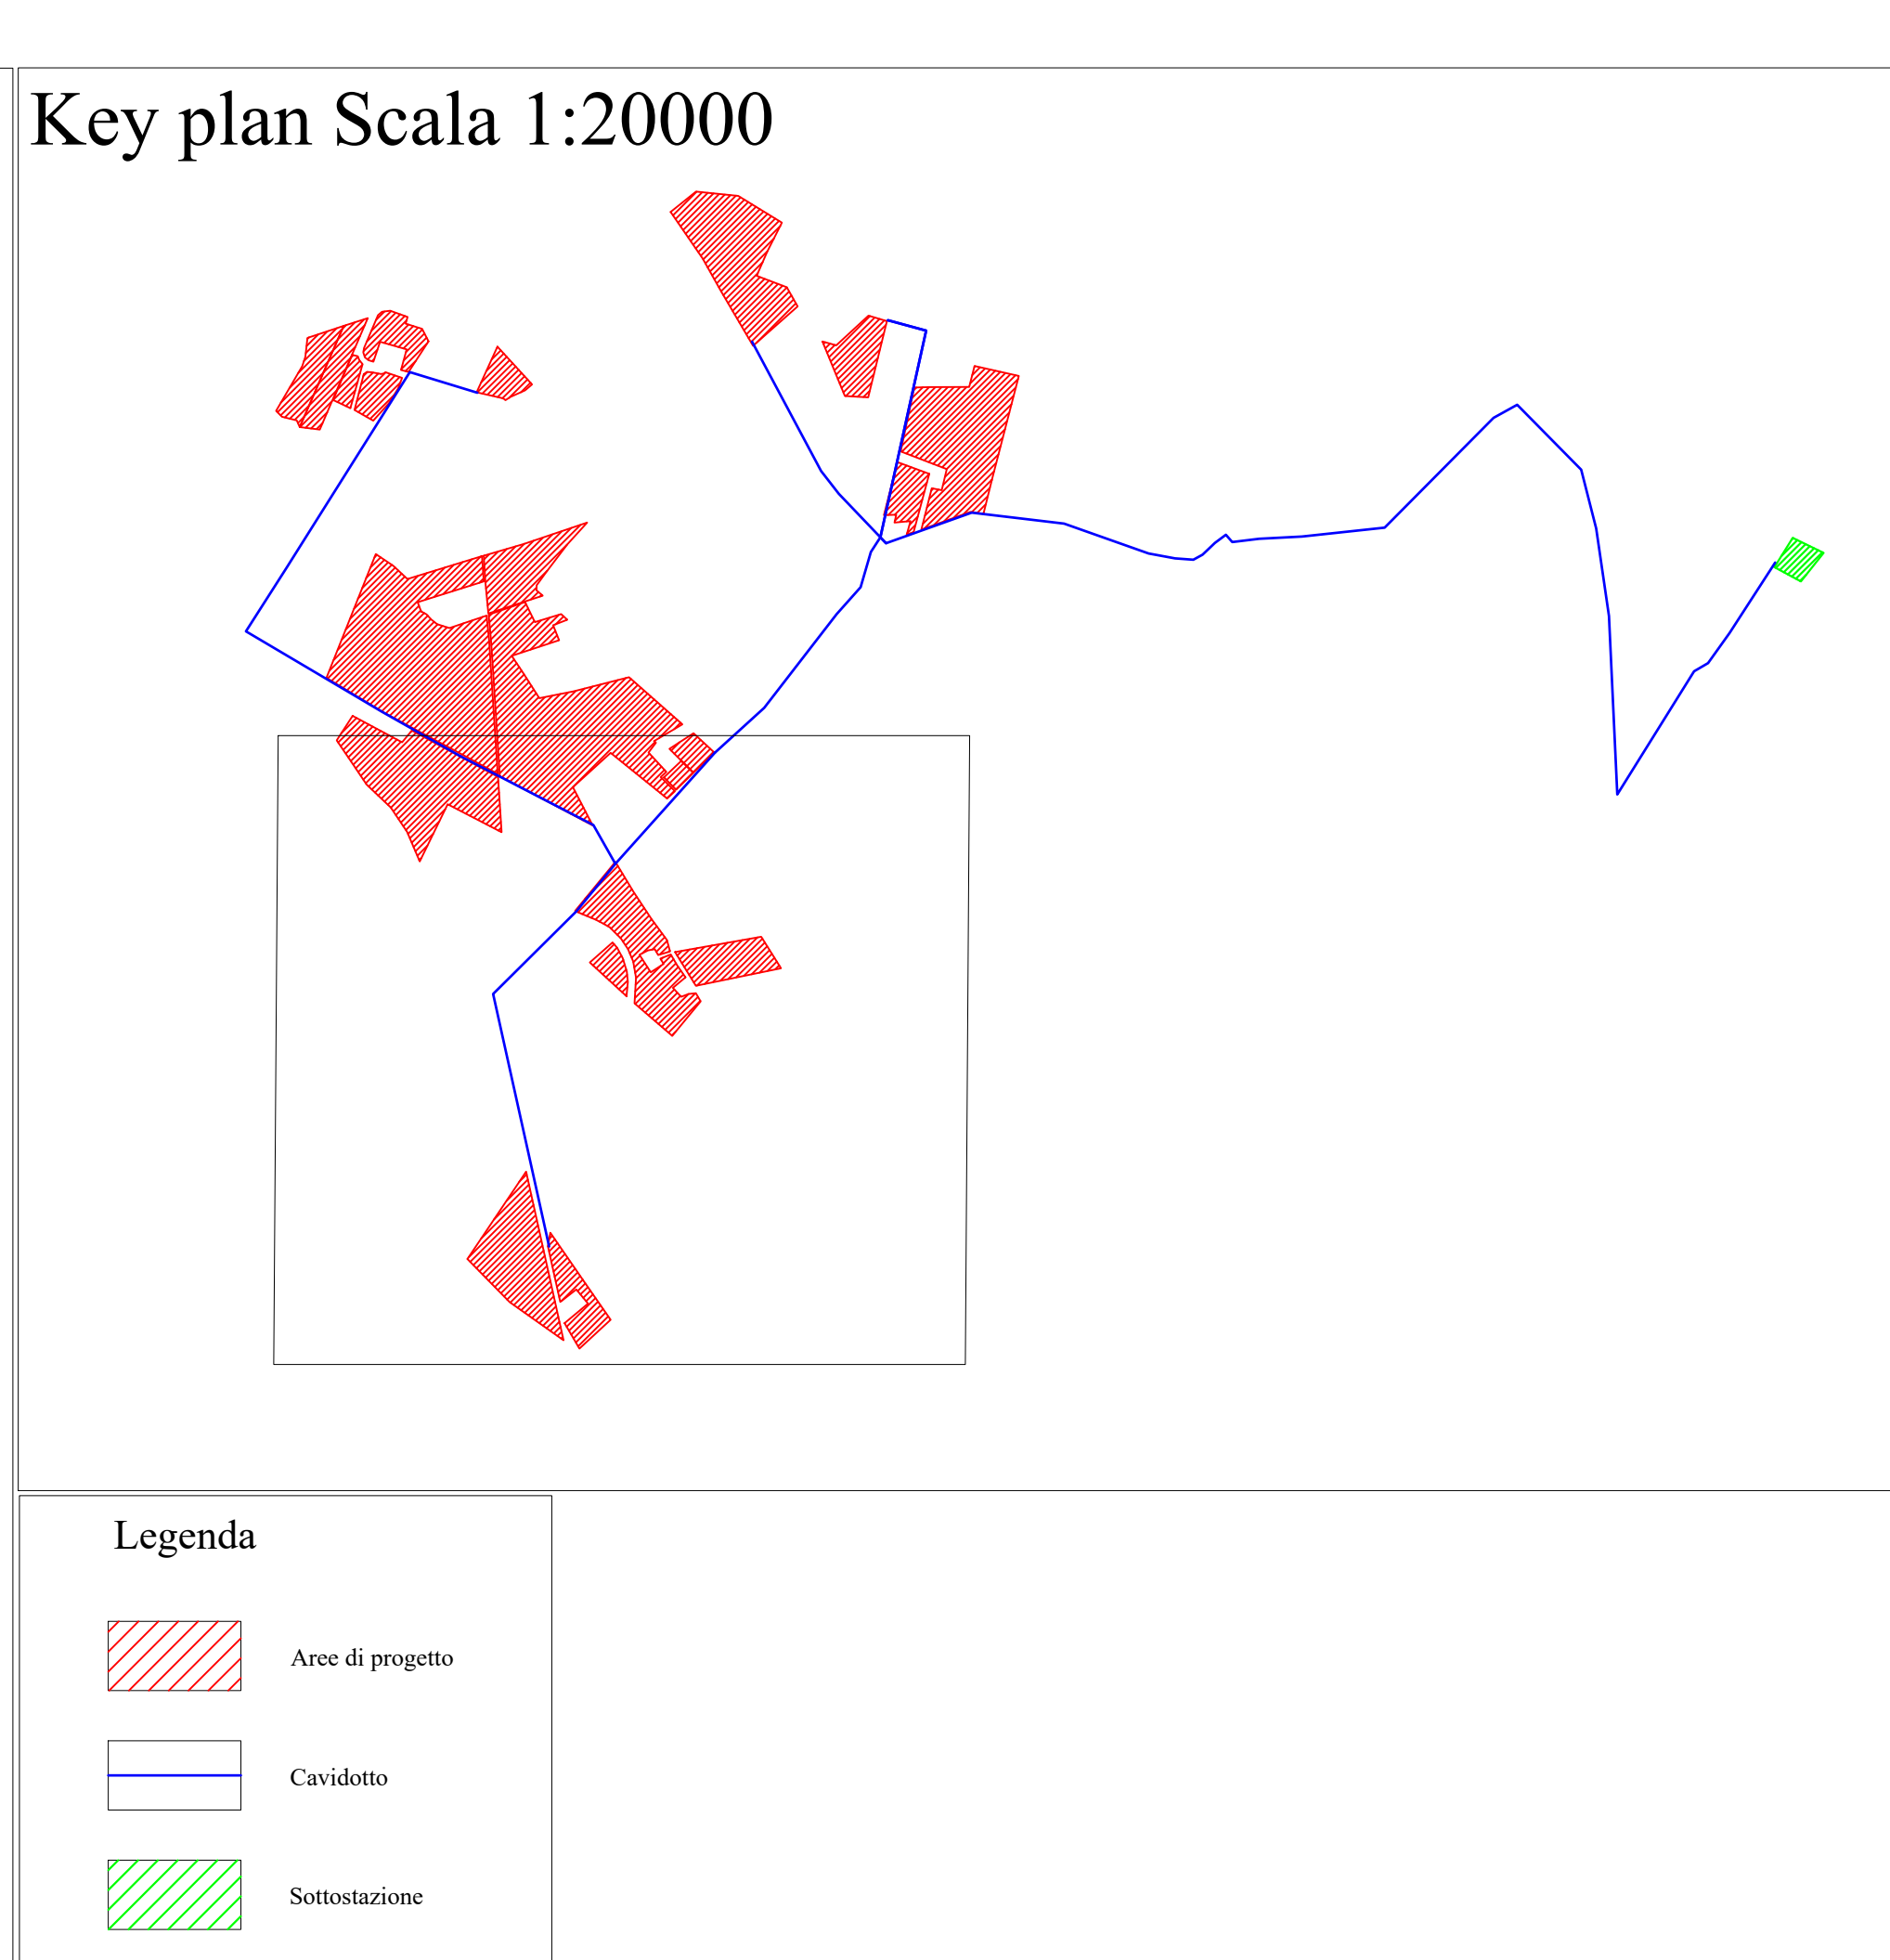 Key plan Scala 1:20000
Legenda
Aree di progetto
Cavidotto
Sottostazione